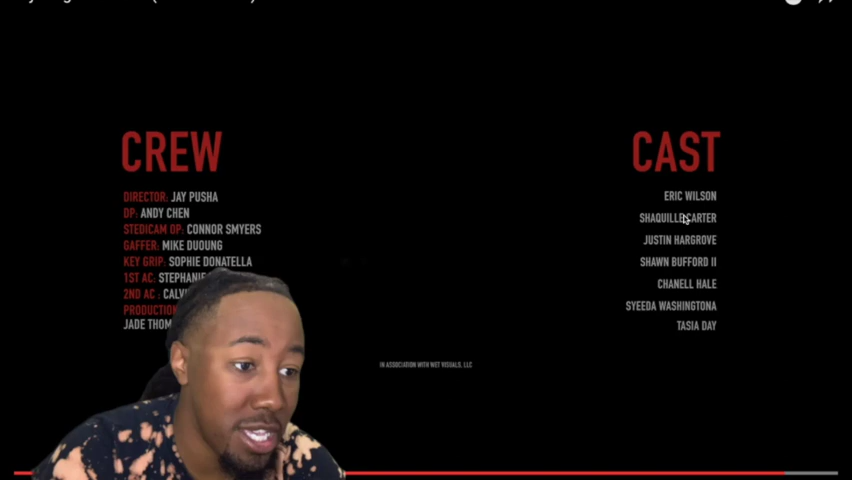 CREW
DIRECTOR: JAY PUSHA
DP: ANDY CHEN
STEDICAM OP: CONNOR SMYERS
GAFFER: MIKE DUOUNG
KEY GRIP: SOPHIE DONATELLA
1ST AC: STEPHANIE
2ND AC :
PRODUCTION
JADE
CAST
ERIC WILSON
SHAQUILLE CARTER
JUSTIN HARGROVE
SHAWN BUFFORD II
CHANELL HALE
SYEEDA WASHINGTONA
TASIA DAY
IN ASSOCIATION WITH WET VISUALS, LLC